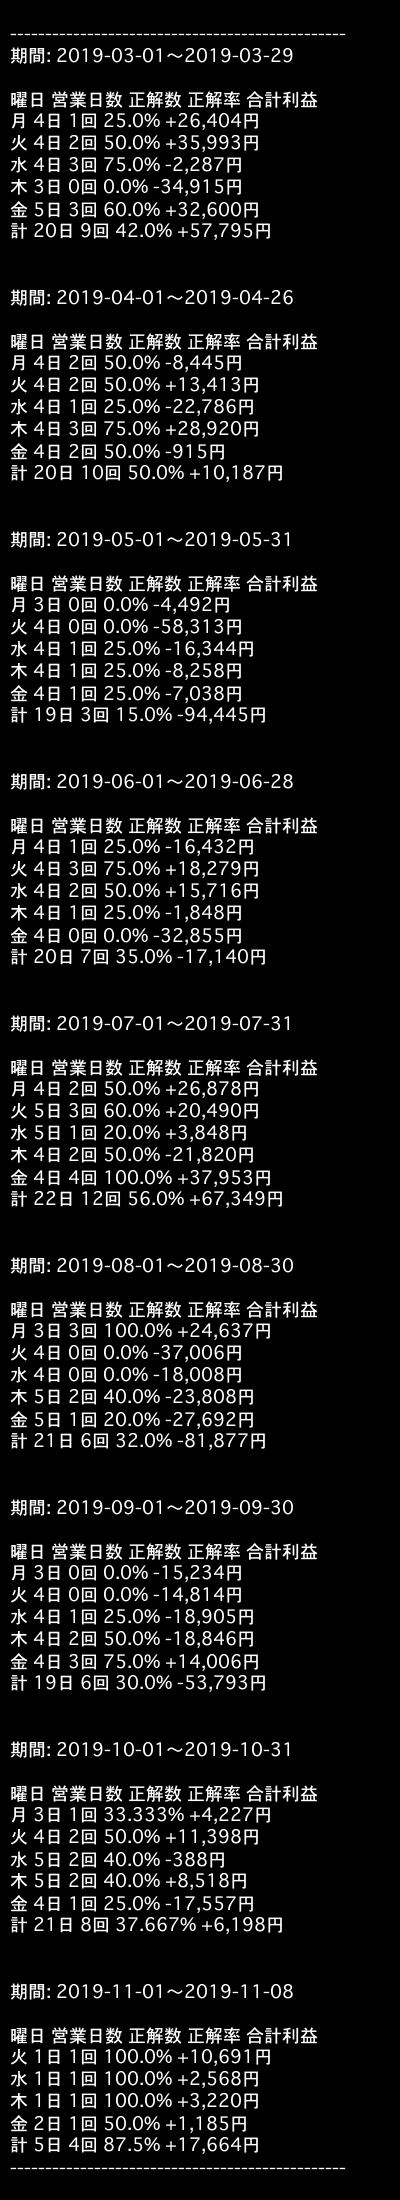 ------------------------------------------------
期間: 2019-03-01〜2019-03-29
曜日 営業日数 正解数 正解率 合計利益
月 4日 1回 25.0% +26,404円
火 4日 2回 50.0% +35,993円
水 4日 3回 75.0% -2,287円
木 3日 0回 0.0% -34,915円
金 5日 3回 60.0% +32,600円
計 20日 9回 42.0% +57,795円
期間: 2019-04-01〜2019-04-26
曜日 営業日数 正解数 正解率 合計利益
月 4日 2回 50.0% -8,445円
火 4日 2回 50.0% +13,413円
水 4日 1回 25.0% -22,786円
木 4日 3回 75.0% +28,920円
金 4日 2回 50.0% -915円
計 20日 10回 50.0% +10,187円
期間: 2019-05-01〜2019-05-31
曜日 営業日数 正解数 正解率 合計利益
月 3日 0回 0.0% -4,492円
火 4日 0回 0.0% -58,313円
水 4日 1回 25.0% -16,344円
木 4日 1回 25.0% -8,258円
金 4日 1回 25.0% -7,038円
計 19日 3回 15.0% -94,445円
期間: 2019-06-01〜2019-06-28
曜日 営業日数 正解数 正解率 合計利益
月 4日 1回 25.0% -16,432円
火 4日 3回 75.0% +18,279円
水 4日 2回 50.0% +15,716円
木 4日 1回 25.0% -1,848円
金 4日 0回 0.0% -32,855円
計 20日 7回 35.0% -17,140円
期間: 2019-07-01〜2019-07-31
曜日 営業日数 正解数 正解率 合計利益
月 4日 2回 50.0% +26,878円
火 5日 3回 60.0% +20,490円
水 5日 1回 20.0% +3,848円
木 4日 2回 50.0% -21,820円
金 4日 4回 100.0% +37,953円
計 22日 12回 56.0% +67,349円
期間: 2019-08-01〜2019-08-30
曜日 営業日数 正解数 正解率 合計利益
月 3日 3回 100.0% +24,637円
火 4日 0回 0.0% -37,006円
水 4日 0回 0.0% -18,008円
木 5日 2回 40.0% -23,808円
金 5日 1回 20.0% -27,692円
計 21日 6回 32.0% -81,877円
期間: 2019-09-01〜2019-09-30
曜日 営業日数 正解数 正解率 合計利益
月 3日 0回 0.0% -15,234円
火 4日 0回 0.0% -14,814円
水 4日 1回 25.0% -18,905円
木 4日 2回 50.0% -18,846円
金 4日 3回 75.0% +14,006円
計 19日 6回 30.0% -53,793円
期間: 2019-10-01〜2019-10-31
曜日 営業日数 正解数 正解率 合計利益
月 3日 1回 33.333% +4,227円
火 4日 2回 50.0% +11,398円
水 5日 2回 40.0% -388円
木 5日 2回 40.0% +8,518円
金 4日 1回 25.0% -17,557円
計 21日 8回 37.667% +6,198円
期間: 2019-11-01〜2019-11-08
曜日 営業日数 正解数 正解率 合計利益
火 1日 1回 100.0% +10,691円
水 1日 1回 100.0% +2,568円
木 1日 1回 100.0% +3,220円
金 2日 1回 50.0% +1,185円
計 5日 4回 87.5% +17,664円
------------------------------------------------